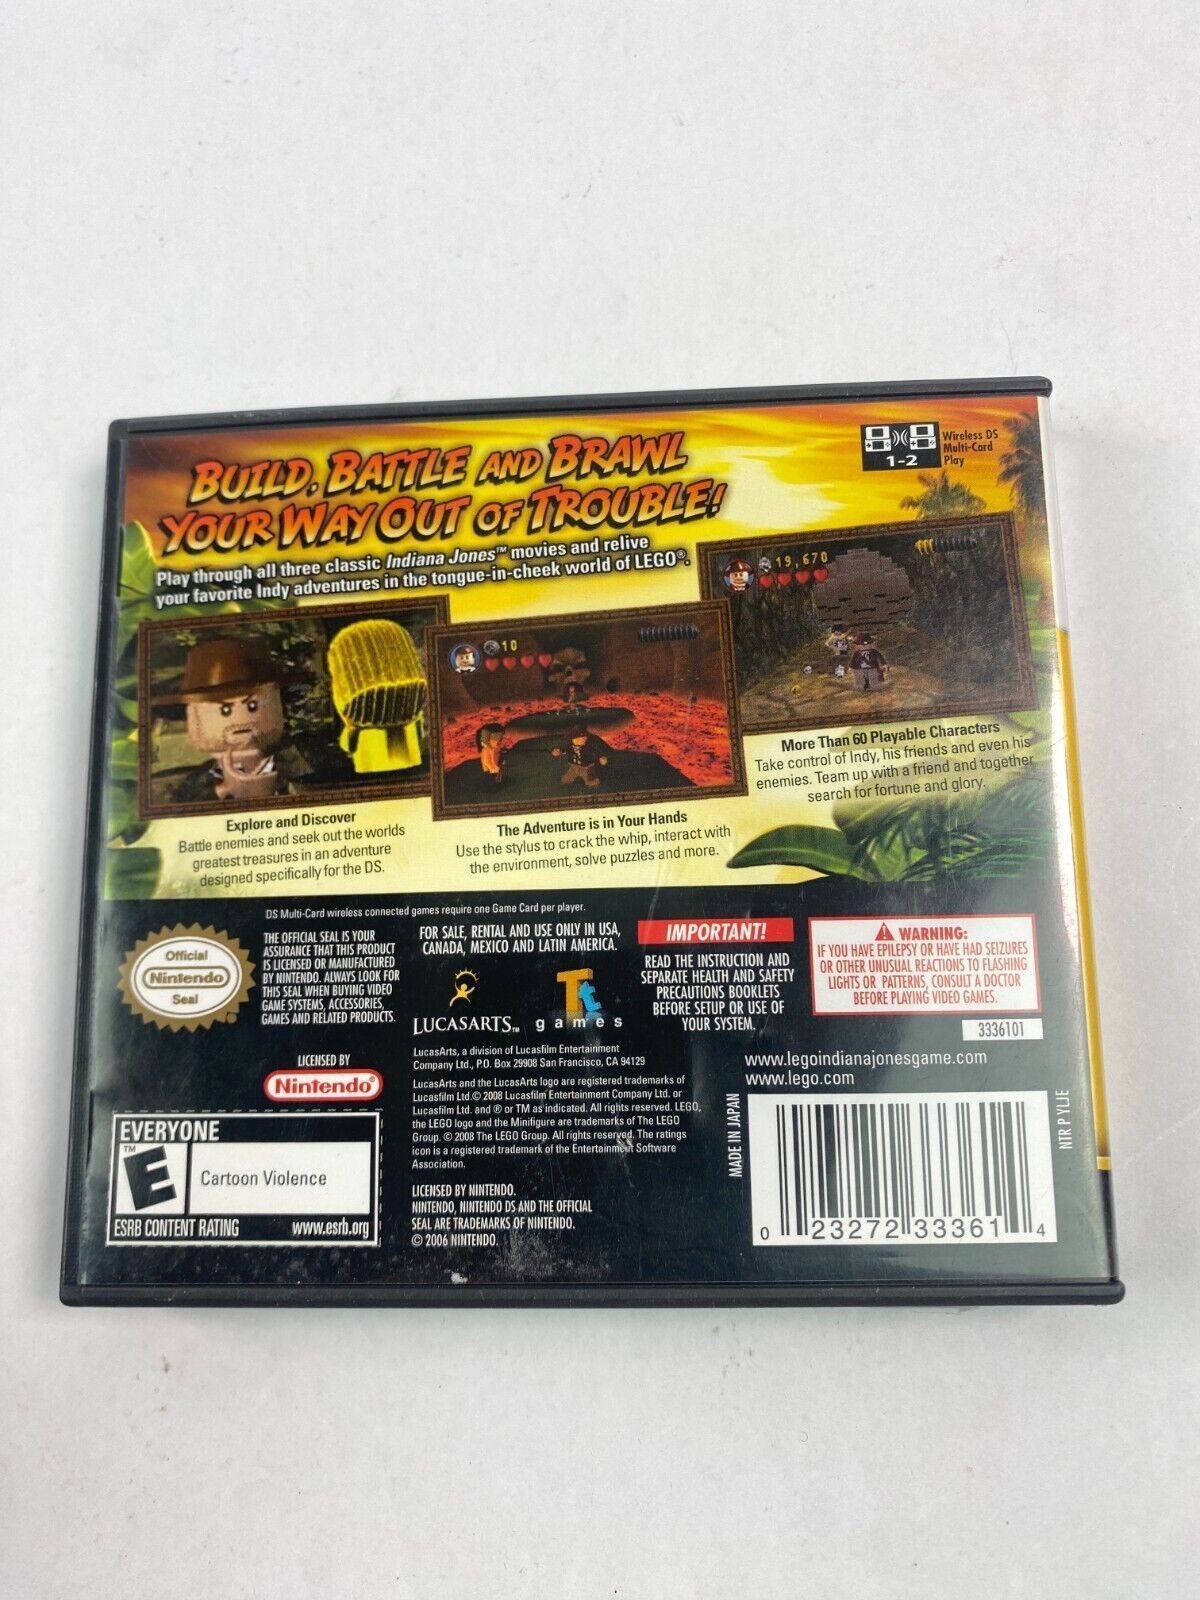 BUILD, BATTLE AND BRAWL
YOUR WAY OUT OF TROUBLE!
Play through all three classic Indiana Jones™ movies and relive
your favorite Indy adventures in the tongue-in-cheek world of LEGO®.
1-2
Wireless DS
Multi-Card
Play
10
19,670
Explore and Discover
Battle enemies and seek out the worlds
greatest treasures in an adventure
designed specifically for the DS.
The Adventure is in Your Hands
Use the stylus to crack the whip, interact with
the environment, solve puzzles and more.
More Than 60 Playable Characters
Take control of Indy, his friends and even his
enemies. Team up with a friend and together
search for fortune and glory.
DS Multi-Card wireless connected games require one Game Card per player.
Official
Nintendo
Seal
THE OFFICIAL SEAL IS YOUR
ASSURANCE THAT THIS PRODUCT
IS LICENSED OR MANUFACTURED
BY NINTENDO. ALWAYS LOOK FOR
THIS SEAL WHEN BUYING VIDEO
GAME SYSTEMS, ACCESSORIES,
GAMES AND RELATED PRODUCTS.
LICENSED BY
Nintendo®
FOR SALE, RENTAL AND USE ONLY IN USA,
CANADA, MEXICO AND LATIN AMERICA.
LUCASARTS™
Tt
games
IMPORTANT!
READ THE INSTRUCTION AND
SEPARATE HEALTH AND SAFETY
PRECAUTIONS BOOKLETS
BEFORE SETUP OR USE OF
YOUR SYSTEM.
WARNING:
IF YOU HAVE EPILEPSY OR HAVE HAD SEIZURES
OR OTHER UNUSUAL REACTIONS TO FLASHING
LIGHTS OR PATTERNS, CONSULT A DOCTOR
BEFORE PLAYING VIDEO GAMES.
3336101
LucasArts, a division of Lucasfilm Entertainment
Company Ltd., P.O. Box 29908 San Francisco, CA 94129
LucasArts and the LucasArts logo are registered trademarks of
Lucasfilm Ltd. © 2008 Lucasfilm Entertainment Company Ltd. or
Lucasfilm Ltd. and ® or TM as indicated. All rights reserved. LEGO,
the LEGO logo and the Minifigure are trademarks of The LEGO
Group. © 2008 The LEGO Group. All rights reserved. The ratings
icon is a registered trademark of the Entertainment Software
Association.
LICENSED BY NINTENDO.
NINTENDO, NINTENDO DS AND THE OFFICIAL
SEAL ARE TRADEMARKS OF NINTENDO.
© 2006 NINTENDO.
www.legoindianajonesgame.com
www.lego.com
EVERYONE
TM
E
Cartoon Violence
ESRB CONTENT RATING www.esrb.org
MADE IN JAPAN
0 23272 33361 4
NTR P YLJE